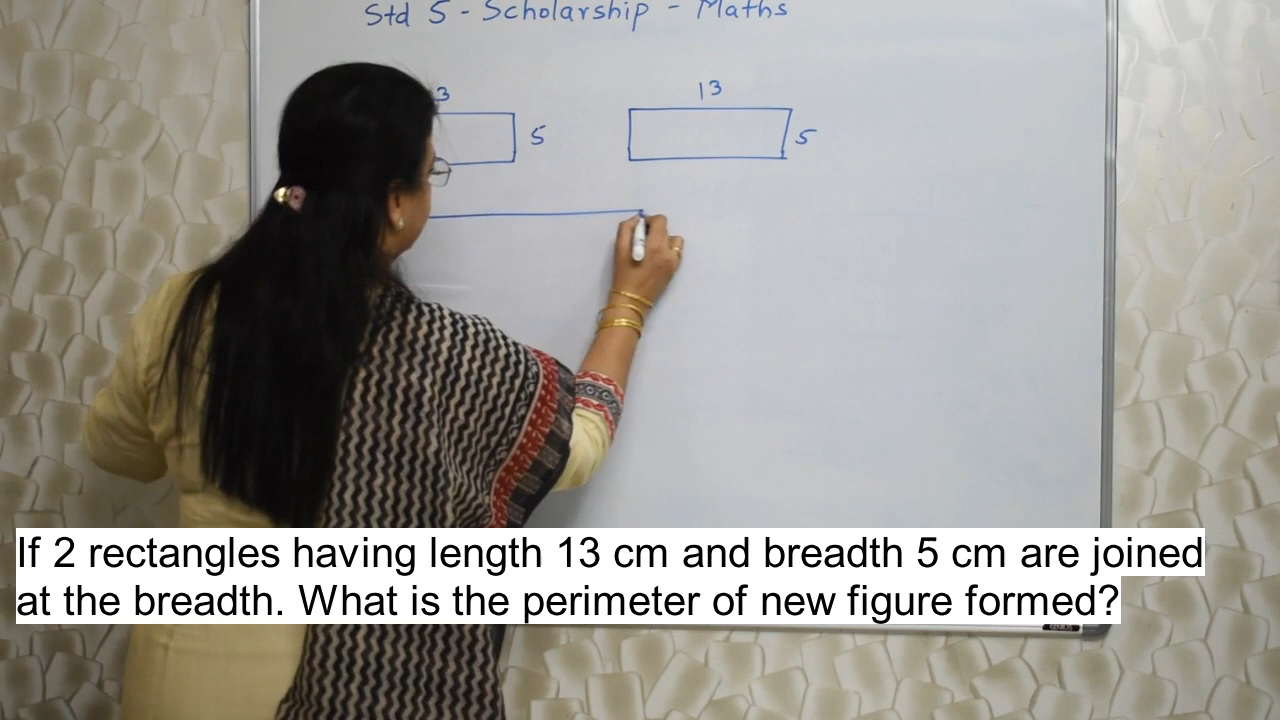 Std 5 - Scholarship - Maths
3 13
5 5
If 2 rectangles having length 13 cm and breadth 5 cm are joined
at the breadth. What is the perimeter of new figure formed?